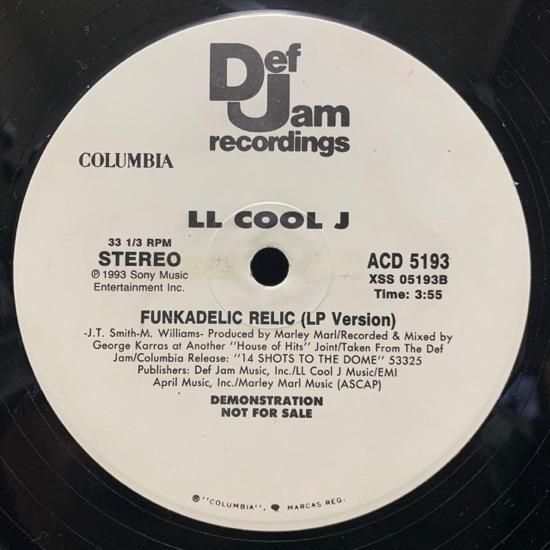 Def
Jam
recordings
COLUMBIA
LL COOL J
33 1/3 RPM
STEREO
℗ 1993 Sony Music
Entertainment Inc.
ACD 5193
XSS 05193B
Time: 3:55
FUNKADELIC RELIC (LP Version)
-J.T. Smith-M. Williams- Produced by Marley Marl/Recorded & Mixed by
George Karras at Another "House of Hits" Joint/Taken From The Def
Jam/Columbia Release: "14 SHOTS TO THE DOME" 53325
Publishers: Def Jam Music, Inc./LL Cool J Music/EMI
April Music, Inc./Marley Marl Music (ASCAP)
DEMONSTRATION
NOT FOR SALE
® "COLUMBIA", MARCAS REG.